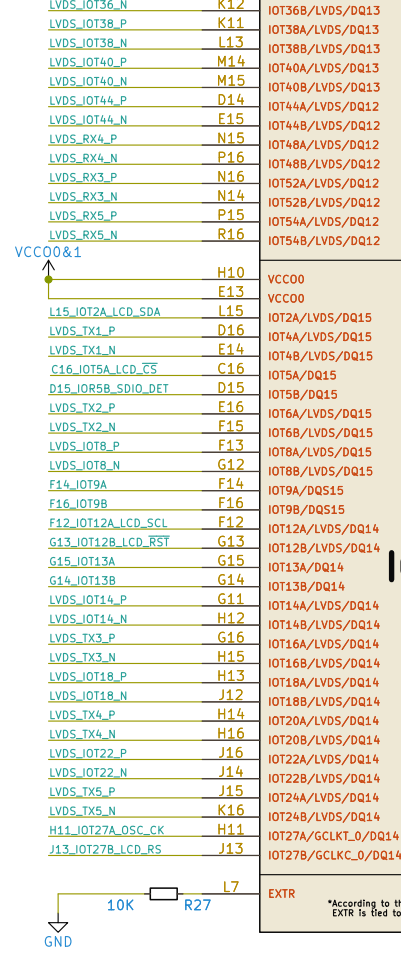 LVDS_IOT36_N K12 IOT36B/LVDS/DQ13
LVDS_IOT38_P K11 IOT38A/LVDS/DQ13
LVDS_IOT38_N L13 IOT38B/LVDS/DQ13
LVDS_IOT40_P M14 IOT40A/LVDS/DQ13
LVDS_IOT40_N M15 IOT40B/LVDS/DQ13
LVDS_IOT44_P D14 IOT44A/LVDS/DQ12
LVDS_IOT44_N E15 IOT44B/LVDS/DQ12
LVDS_RX4_P N15 IOT48A/LVDS/DQ12
LVDS_RX4_N P16 IOT48B/LVDS/DQ12
LVDS_RX3_P N16 IOT52A/LVDS/DQ12
LVDS_RX3_N N14 IOT52B/LVDS/DQ12
LVDS_RX5_P P15 IOT54A/LVDS/DQ12
LVDS_RX5_N R16 IOT54B/LVDS/DQ12
VCCO0&1
H10 VCCO0
E13 VCCO0
L15_IOT2A_LCD_SDA L15 IOT2A/LVDS/DQ15
LVDS_TX1_P D16 IOT4A/LVDS/DQ15
LVDS_TX1_N E14 IOT4B/LVDS/DQ15
C16_IOT5A_LCD_CS C16 IOT5A/DQ15
D15_IOR5B_SDIO_DET D15 IOT5B/DQ15
LVDS_TX2_P E16 IOT6A/LVDS/DQ15
LVDS_TX2_N F15 IOT6B/LVDS/DQ15
LVDS_IOT8_P F13 IOT8A/LVDS/DQ15
LVDS_IOT8_N G12 IOT8B/LVDS/DQ15
F14_IOT9A F14 IOT9A/DQS15
F16_IOT9B F16 IOT9B/DQS15
F12_IOT12A_LCD_SCL F12 IOT12A/LVDS/DQ14
G13_IOT12B_LCD_RST G13 IOT12B/LVDS/DQ14
G15_IOT13A G15 IOT13A/DQ14
G14_IOT13B G14 IOT13B/DQ14
LVDS_IOT14_P G11 IOT14A/LVDS/DQ14
LVDS_IOT14_N H12 IOT14B/LVDS/DQ14
LVDS_TX3_P G16 IOT16A/LVDS/DQ14
LVDS_TX3_N H15 IOT16B/LVDS/DQ14
LVDS_IOT18_P H13 IOT18A/LVDS/DQ14
LVDS_IOT18_N J12 IOT18B/LVDS/DQ14
LVDS_TX4_P H14 IOT20A/LVDS/DQ14
LVDS_TX4_N H16 IOT20B/LVDS/DQ14
LVDS_IOT22_P J16 IOT22A/LVDS/DQ14
LVDS_IOT22_N J14 IOT22B/LVDS/DQ14
LVDS_TX5_P J15 IOT24A/LVDS/DQ14
LVDS_TX5_N K16 IOT24B/LVDS/DQ14
H11_IOT27A_OSC_CK H11 IOT27A/GCLKT_0/DQ14
J13_IOT27B_LCD_RS J13 IOT27B/GCLKC_0/DQ14
L7 EXTR
10K R27
*According to
EXTR is tied to
GND